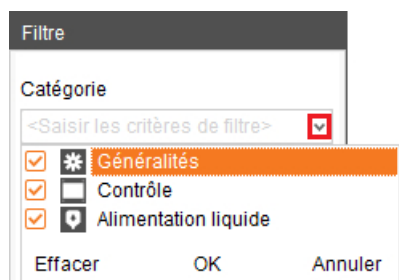 Filtre
Catégorie
<Saisir les critères de filtre>
Généralités
Contrôle
Alimentation liquide
Effacer OK Annuler